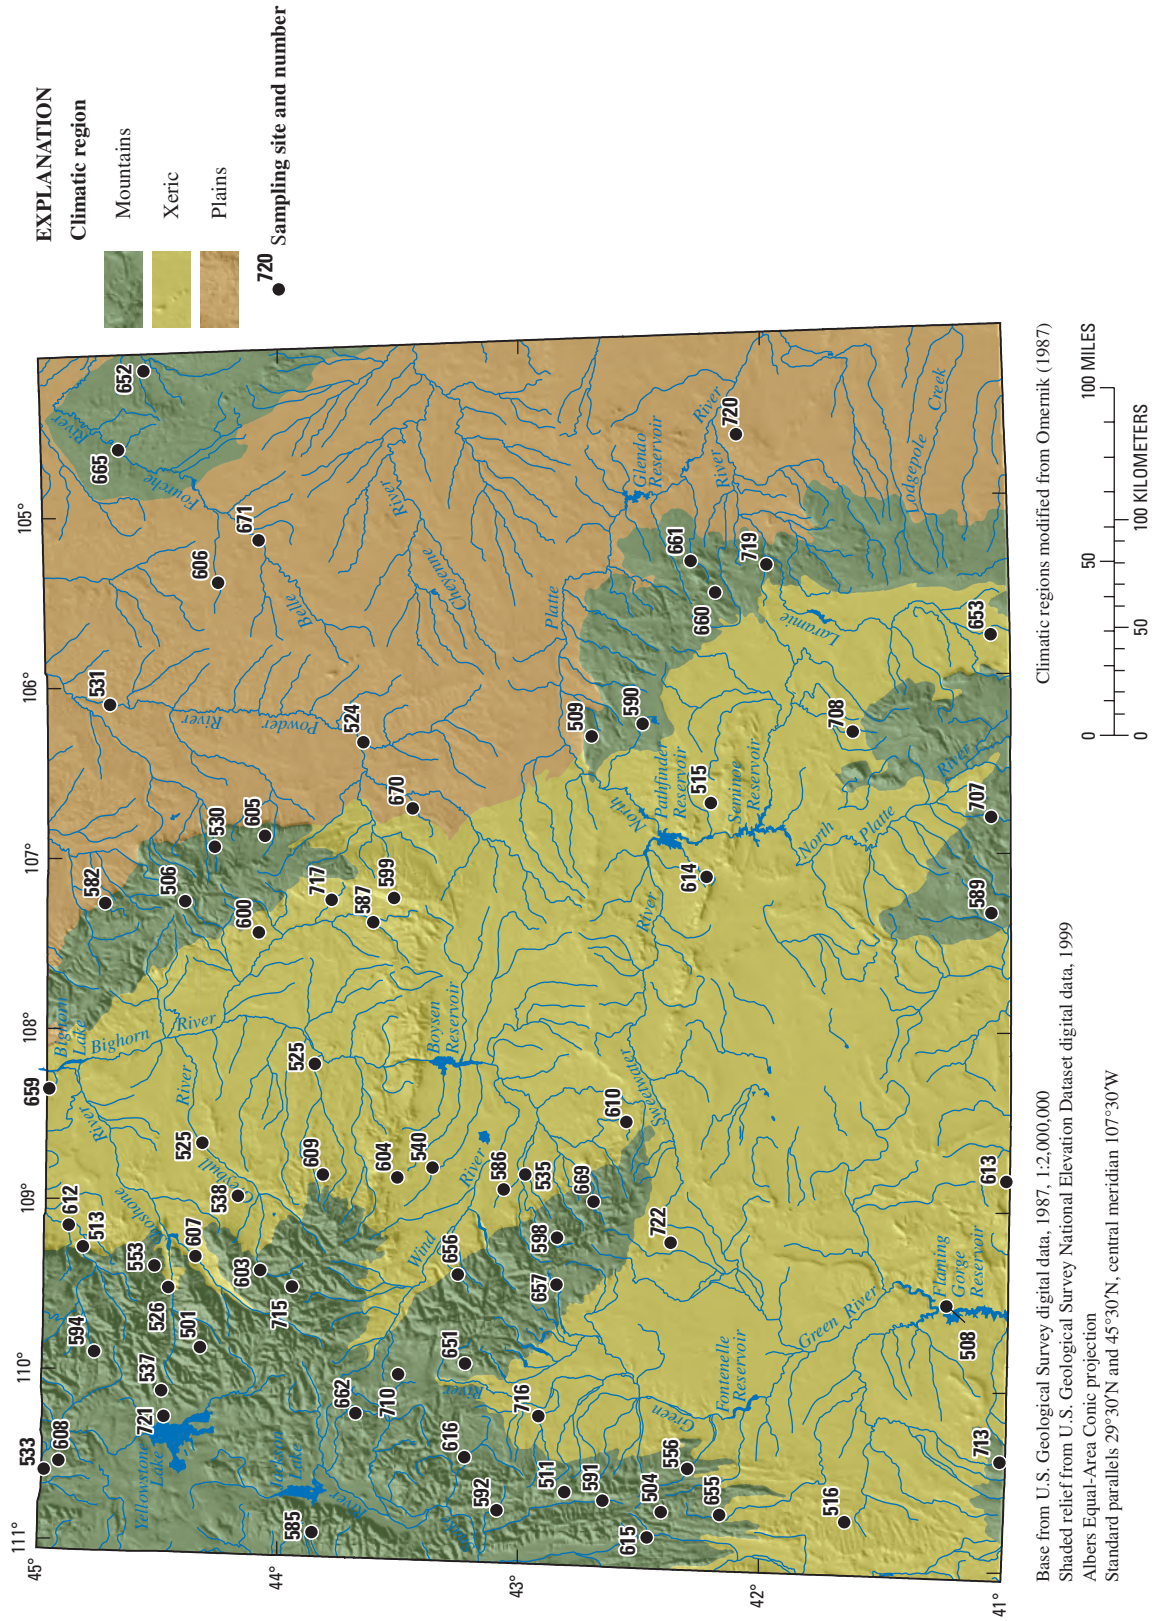 EXPLANATION
Climatic region
Mountains
Xeric
Plains
720
Sampling site and number
111°
110°
109°
108°
107°
106°
105°
45°
44°
43°
42°
41°
533
608
594
513
612
659
582
531
665
652
721
537
501
526
553
607
538
525
506
530
605
600
606
671
603
715
609
525
717
587
599
524
670
585
662
710
604
540
592
616
651
656
586
535
511
591
716
657
598
669
610
509
590
615
504
556
655
722
614
515
660
661
719
720
516
708
713
508
613
589
707
653
Yellowstone
Lake
Jackson
Lake
Snake
River
Shoshone
River
Greybull
River
Bighorn
Lake
Bighorn
River
Powder
River
Belle
Fourche
River
Cheyenne
River
Boysen
Reservoir
Wind
River
Green
River
Fontenelle
Reservoir
Green River
Flaming
Gorge
Reservoir
Sweetwater
River
North
Platte
River
Pathfinder
Reservoir
Seminoe
Reservoir
North
Platte
River
Laramie
River
Glendo
Reservoir
River
Lodgepole
Creek
Base from U.S. Geological Survey digital data, 1987, 1:2,000,000
Shaded relief from U.S. Geological Survey National Elevation Dataset digital data, 1999
Albers Equal-Area Conic projection
Standard parallels 29°30′N and 45°30′N, central meridian 107°30′W
Climatic regions modified from Omernik (1987)
0
50
100 MILES
0
50
100 KILOMETERS